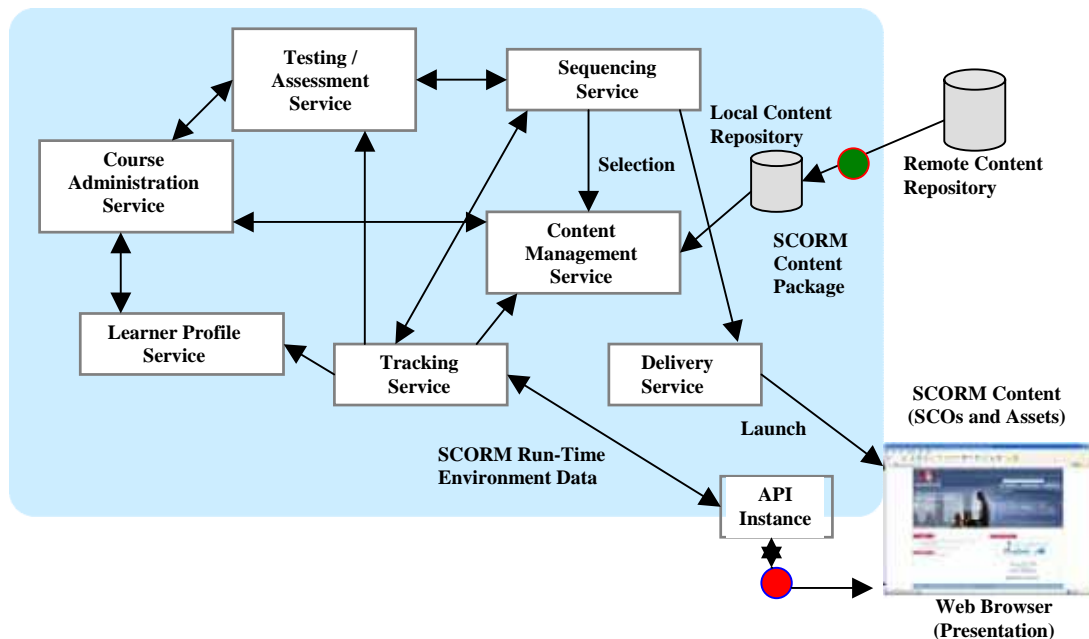 Testing /
Assessment
Service
Sequencing
Service
Local Content
Repository
Remote Content
Repository
Course
Administration
Service
Selection
Content
Management
Service
SCORM
Content
Package
Learner Profile
Service
Tracking
Service
Delivery
Service
SCORM Content
(SCOs and Assets)
Launch
SCORM Run-Time
Environment Data
API
Instance
Web Browser
(Presentation)